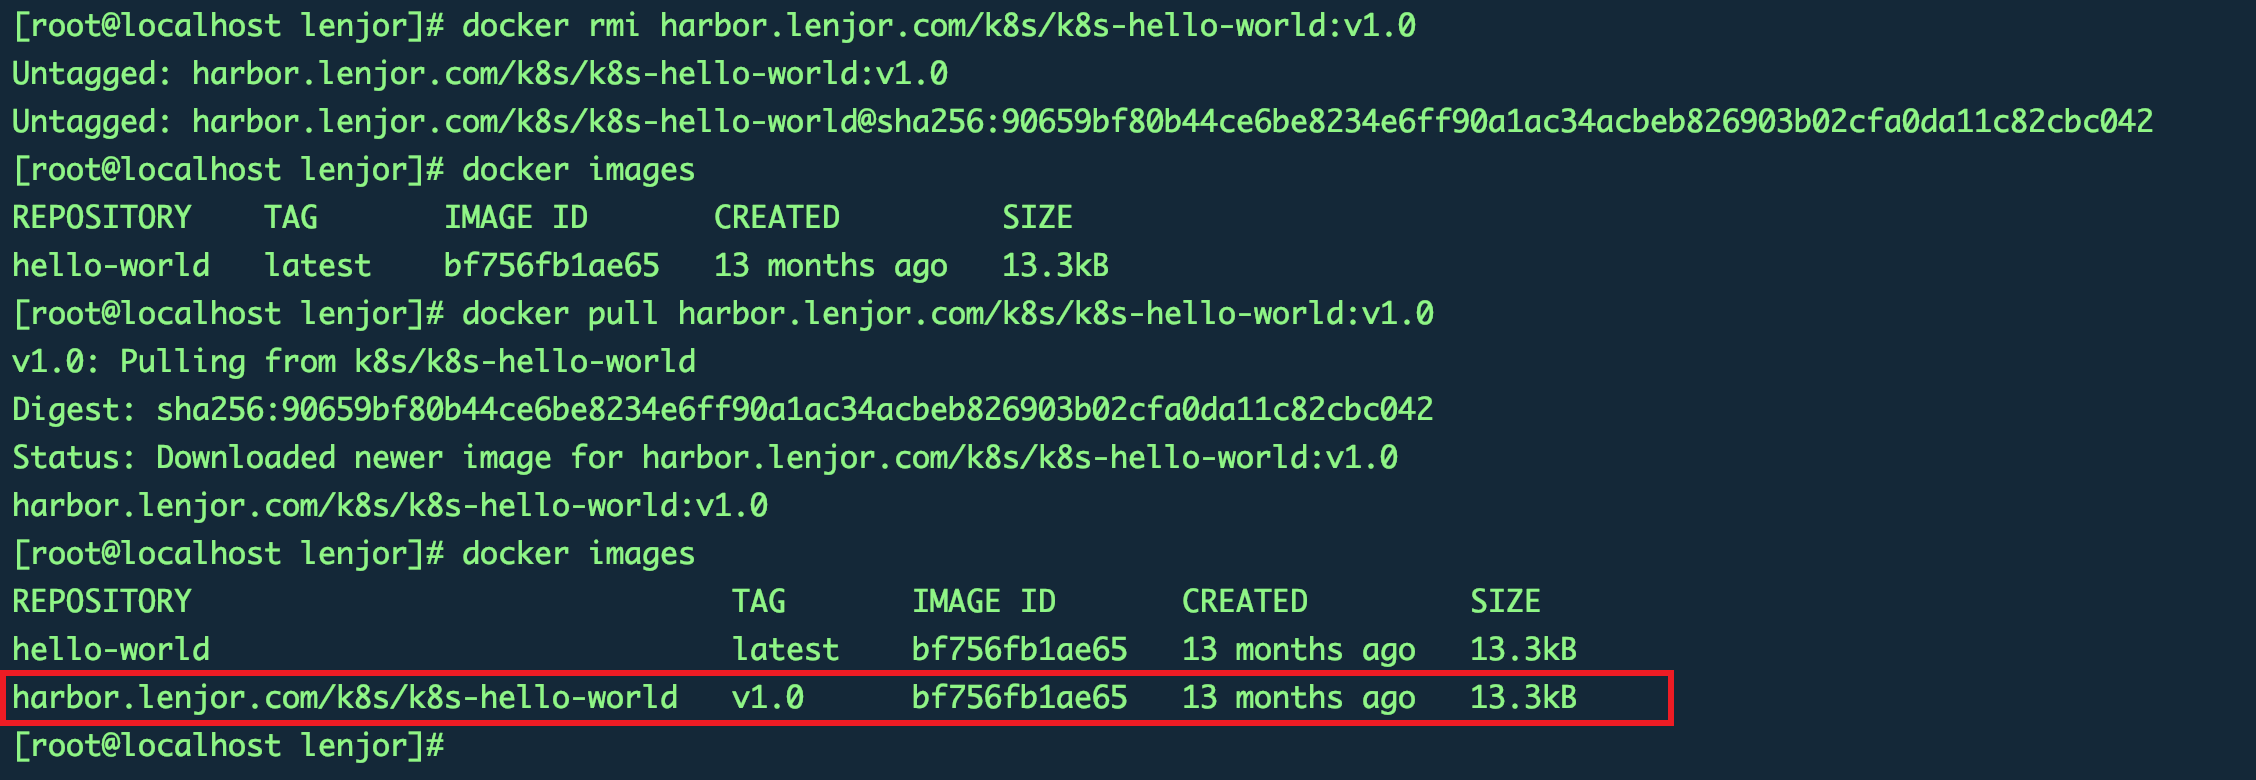 [root@localhost lenjor]# docker rmi harbor.lenjor.com/k8s/k8s-hello-world:v1.0
Untagged: harbor.lenjor.com/k8s/k8s-hello-world:v1.0
Untagged: harbor.lenjor.com/k8s/k8s-hello-world@sha256:90659bf80b44ce6be8234e6ff90a1ac34acbeb826903b02cfa0da11c82cbc042
[root@localhost lenjor]# docker images
REPOSITORY    TAG       IMAGE ID       CREATED         SIZE
hello-world   latest    bf756fb1ae65   13 months ago   13.3kB
[root@localhost lenjor]# docker pull harbor.lenjor.com/k8s/k8s-hello-world:v1.0
v1.0: Pulling from k8s/k8s-hello-world
Digest: sha256:90659bf80b44ce6be8234e6ff90a1ac34acbeb826903b02cfa0da11c82cbc042
Status: Downloaded newer image for harbor.lenjor.com/k8s/k8s-hello-world:v1.0
harbor.lenjor.com/k8s/k8s-hello-world:v1.0
[root@localhost lenjor]# docker images
REPOSITORY                              TAG       IMAGE ID       CREATED         SIZE
hello-world                             latest    bf756fb1ae65   13 months ago   13.3kB
harbor.lenjor.com/k8s/k8s-hello-world   v1.0      bf756fb1ae65   13 months ago   13.3kB
[root@localhost lenjor]#